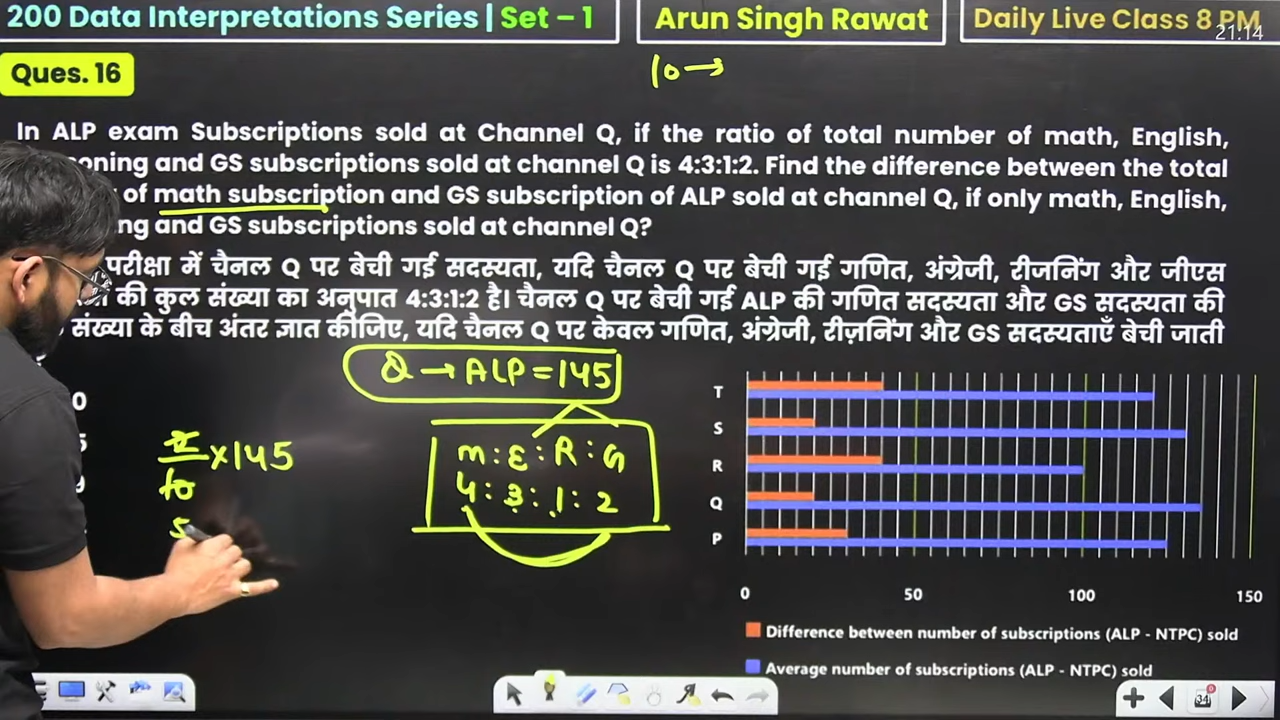 200 Data Interpretations Series | Set – 1
Arun Singh Rawat
Daily Live Class 8 PM
21:14
Ques. 16
10 →
In ALP exam Subscriptions sold at Channel Q, if the ratio of total number of math, English,
and GS subscriptions sold at channel Q is 4:3:1:2. Find the difference between the total
of math subscription and GS subscription of ALP sold at channel Q, if only math, English,
and GS subscriptions sold at channel Q?
परीक्षा में चैनल Q पर बेची गई सदस्यता, यदि चैनल Q पर बेची गई गणित, अंग्रेजी, रीजनिंग और जीएस
की कुल संख्या का अनुपात 4:3:1:2 है। चैनल Q पर बेची गई ALP की गणित सदस्यता और GS सदस्यता की
संख्या के बीच अंतर ज्ञात कीजिए, यदि चैनल Q पर केवल गणित, अंग्रेजी, रीज़निंग और GS सदस्यताएँ बेची जाती
Q → ALP = 145
m : E : R : G
4 : 3 : 1 : 2
2/10 × 145
5
T
S
R
Q
P
0 50 100 150
Difference between number of subscriptions (ALP - NTPC) sold
Average number of subscriptions (ALP - NTPC) sold
34